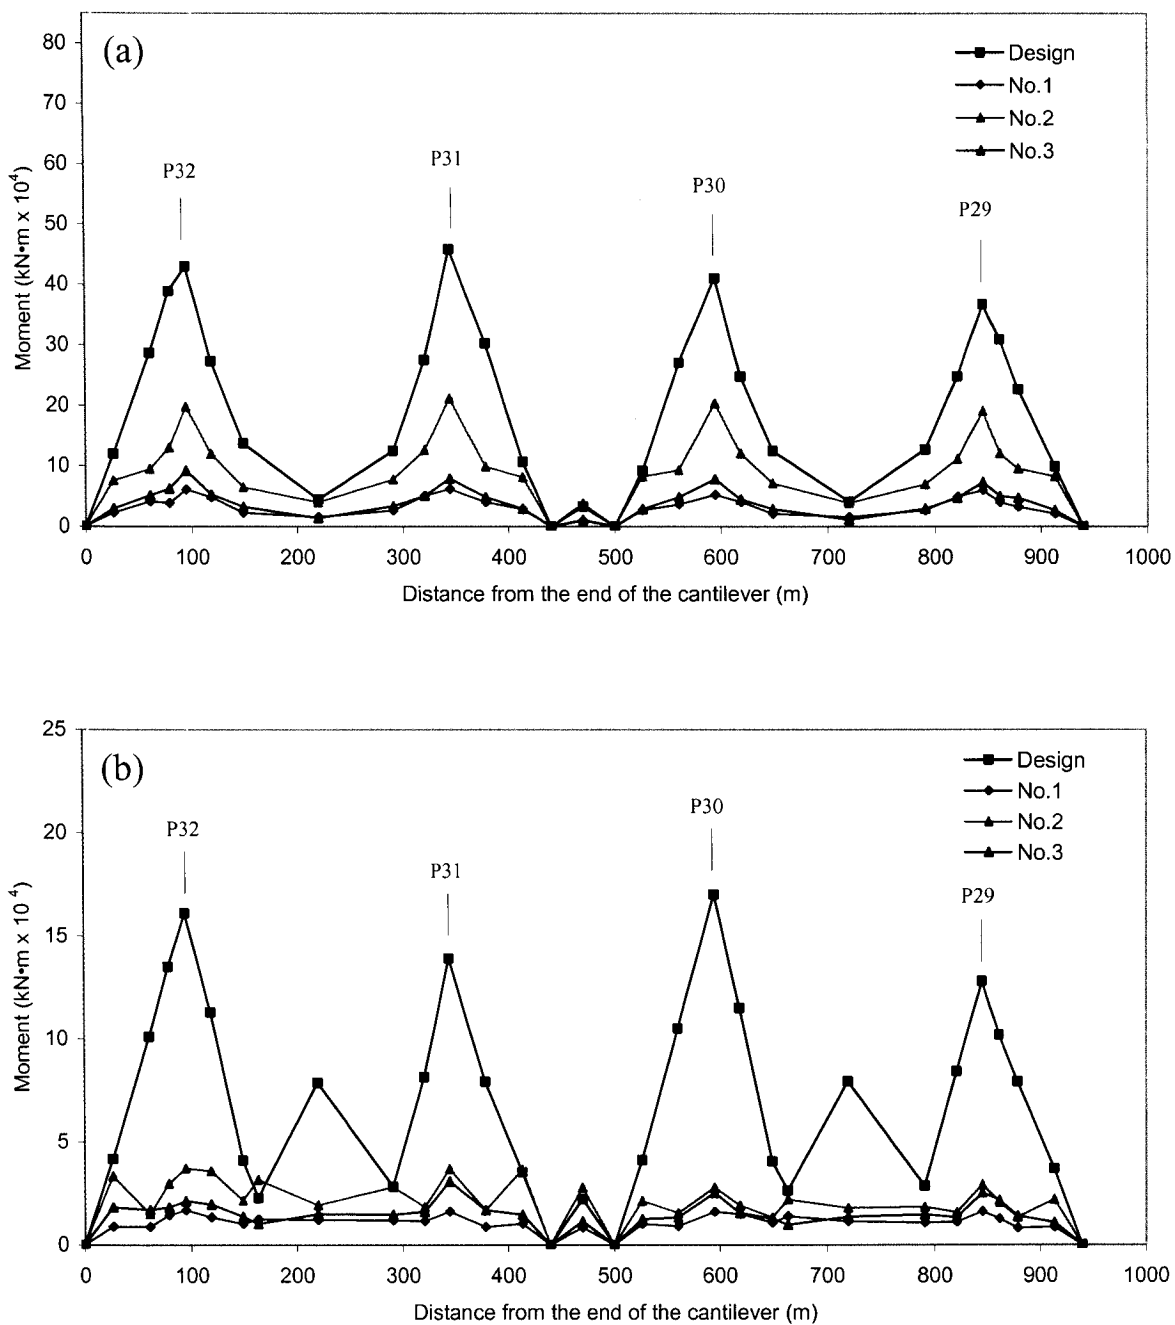 (a)
Design
No.1
No.2
No.3
P32
P31
P30
P29
Moment (kN•m x 10⁴)
80
70
60
50
40
30
20
10
0
0 100 200 300 400 500 600 700 800 900 1000
Distance from the end of the cantilever (m)
(b)
Design
No.1
No.2
No.3
P32
P31
P30
P29
Moment (kN•m x 10⁴)
25
20
15
10
5
0
0 100 200 300 400 500 600 700 800 900 1000
Distance from the end of the cantilever (m)